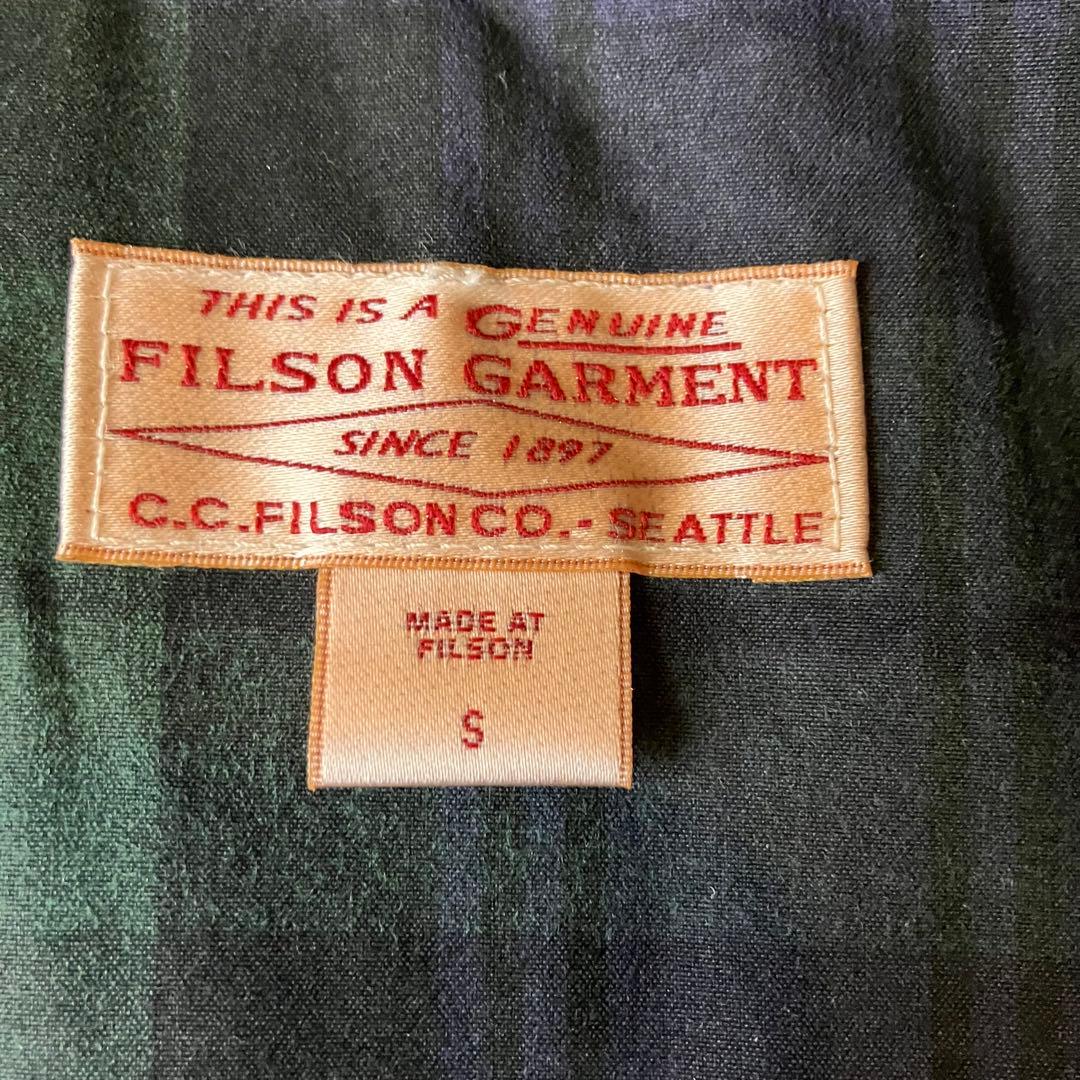 THIS IS A GENUINE
FILSON GARMENT
SINCE 1897
C.C.FILSON CO.- SEATTLE
MADE AT
FILSON
S